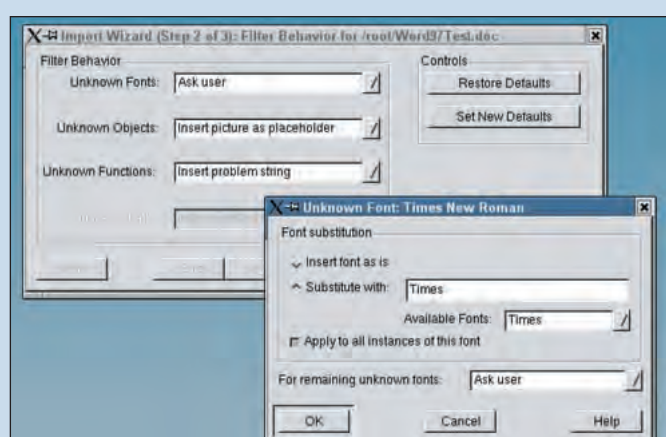 Import Wizard (Step 2 of 3): Filter Behavior for /root/Word97/Test.doc
Filter Behavior
Unknown Fonts: Ask user
Unknown Objects: Insert picture as placeholder
Unknown Functions: Insert problem string
Controls
Restore Defaults
Set New Defaults
Unknown Font: Times New Roman
Font substitution
Insert font as is
Substitute with: Times
Available Fonts: Times
Apply to all instances of this font
For remaining unknown fonts: Ask user
OK Cancel Help